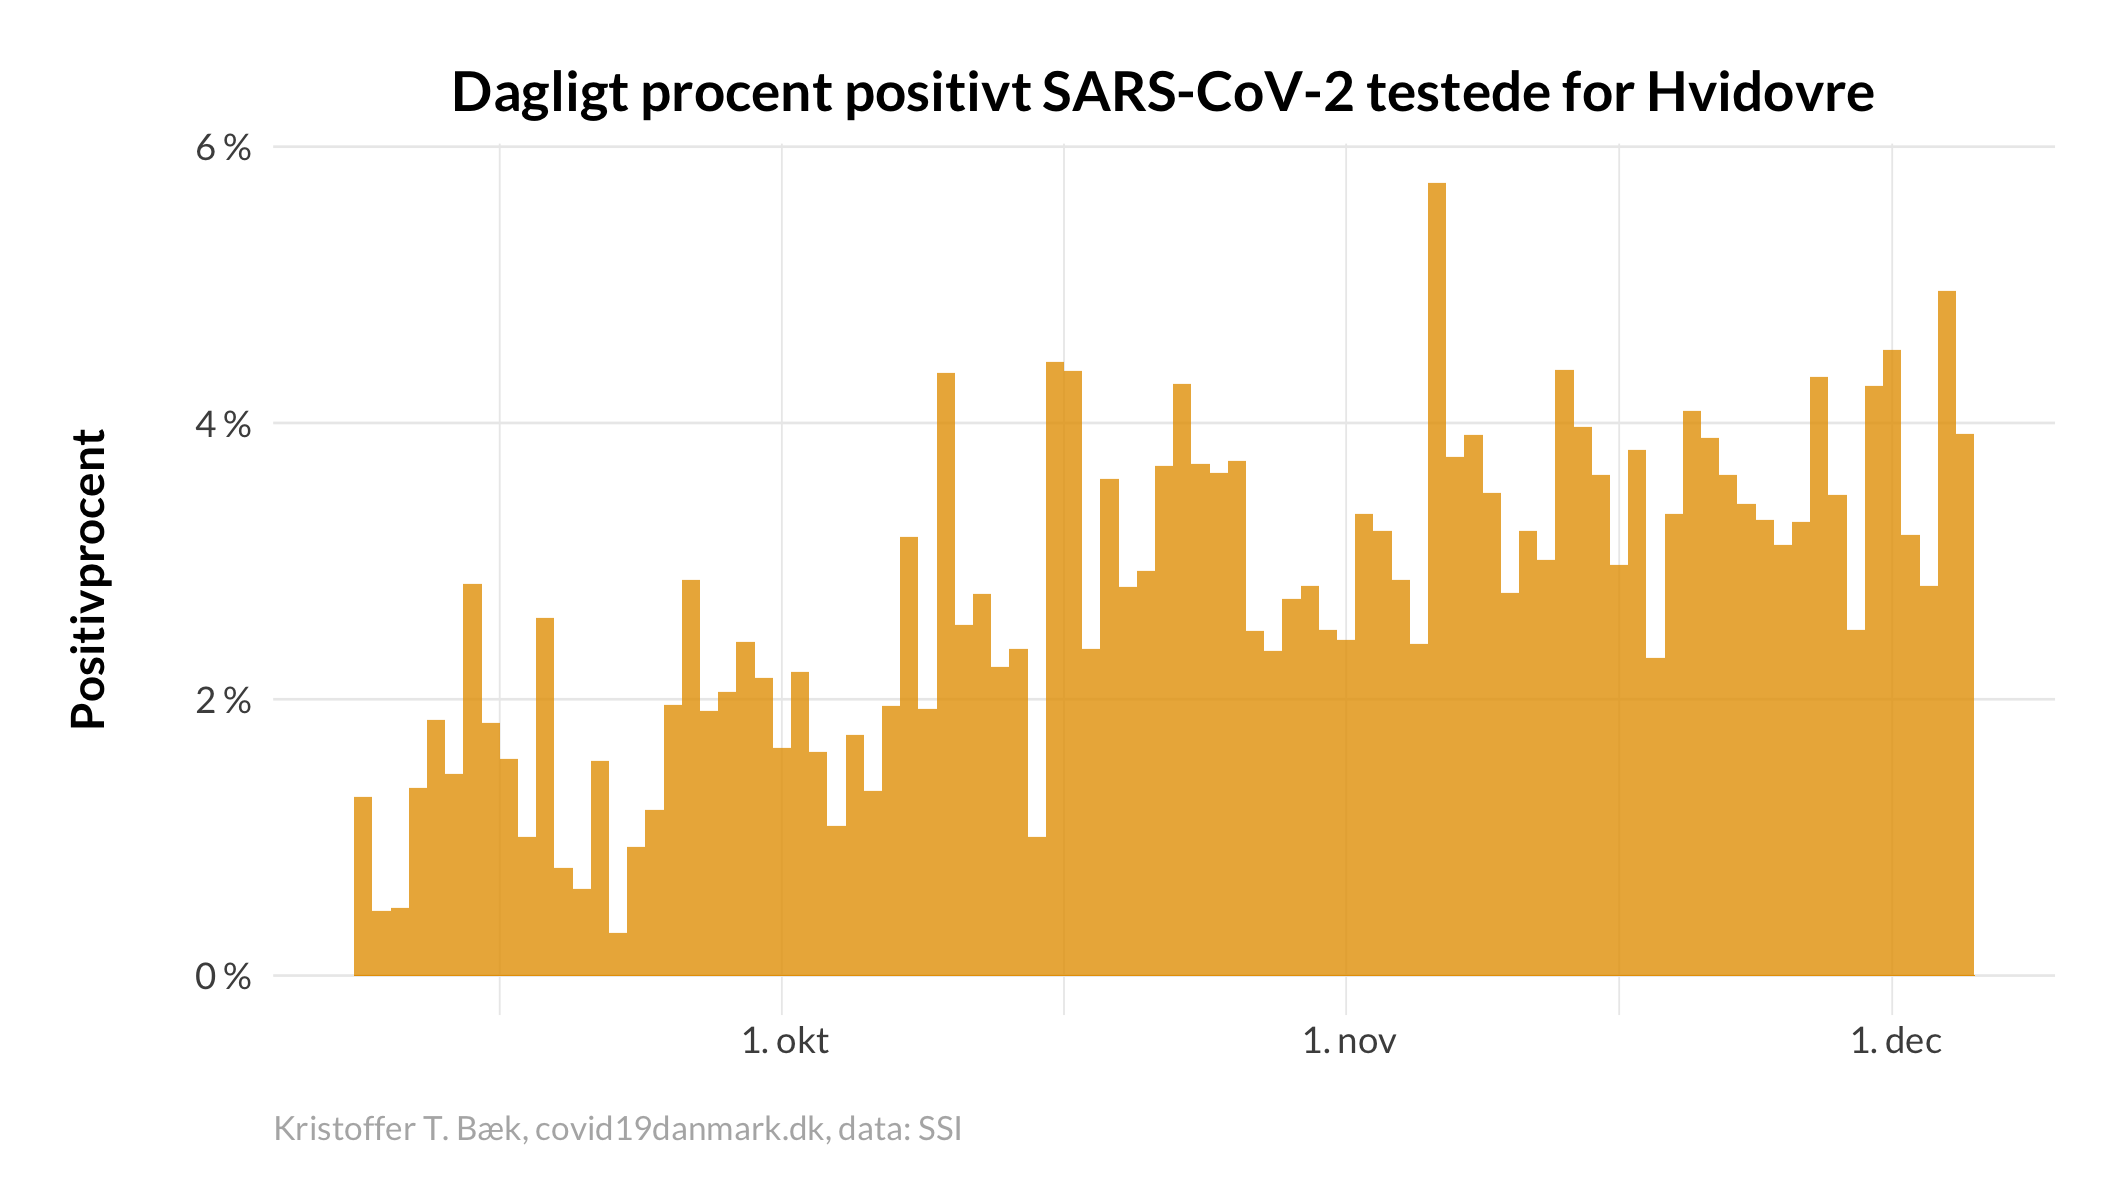 Dagligt procent positivt SARS-CoV-2 testede for Hvidovre
6 %
4 %
2 %
0 %
Positivprocent
1. okt
1. nov
1. dec
Kristoffer T. Bæk, covid19danmark.dk, data: SSI